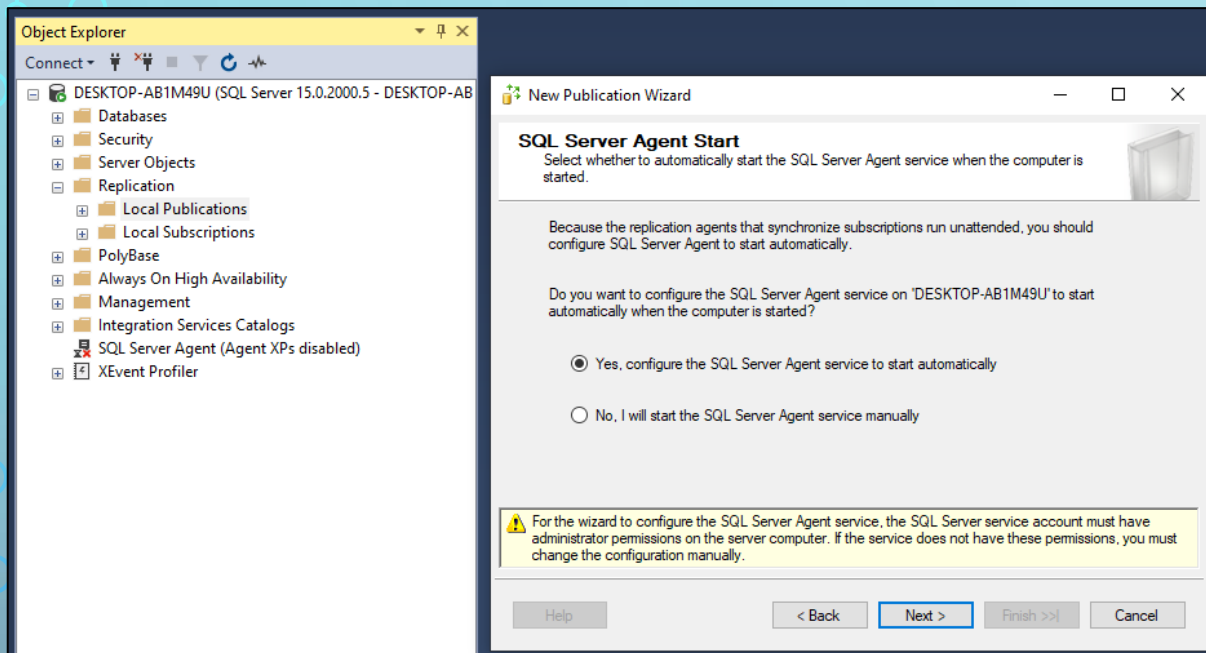 Object Explorer
Connect
DESKTOP-AB1M49U (SQL Server 15.0.2000.5 - DESKTOP-AB
Databases
Security
Server Objects
Replication
Local Publications
Local Subscriptions
PolyBase
Always On High Availability
Management
Integration Services Catalogs
SQL Server Agent (Agent XPs disabled)
XEvent Profiler
New Publication Wizard
SQL Server Agent Start
Select whether to automatically start the SQL Server Agent service when the computer is
started.
Because the replication agents that synchronize subscriptions run unattended, you should
configure SQL Server Agent to start automatically.
Do you want to configure the SQL Server Agent service on 'DESKTOP-AB1M49U' to start
automatically when the computer is started?
Yes, configure the SQL Server Agent service to start automatically
No, I will start the SQL Server Agent service manually
For the wizard to configure the SQL Server Agent service, the SQL Server service account must have
administrator permissions on the server computer. If the service does not have these permissions, you must
change the configuration manually.
Help
< Back
Next >
Finish >>|
Cancel